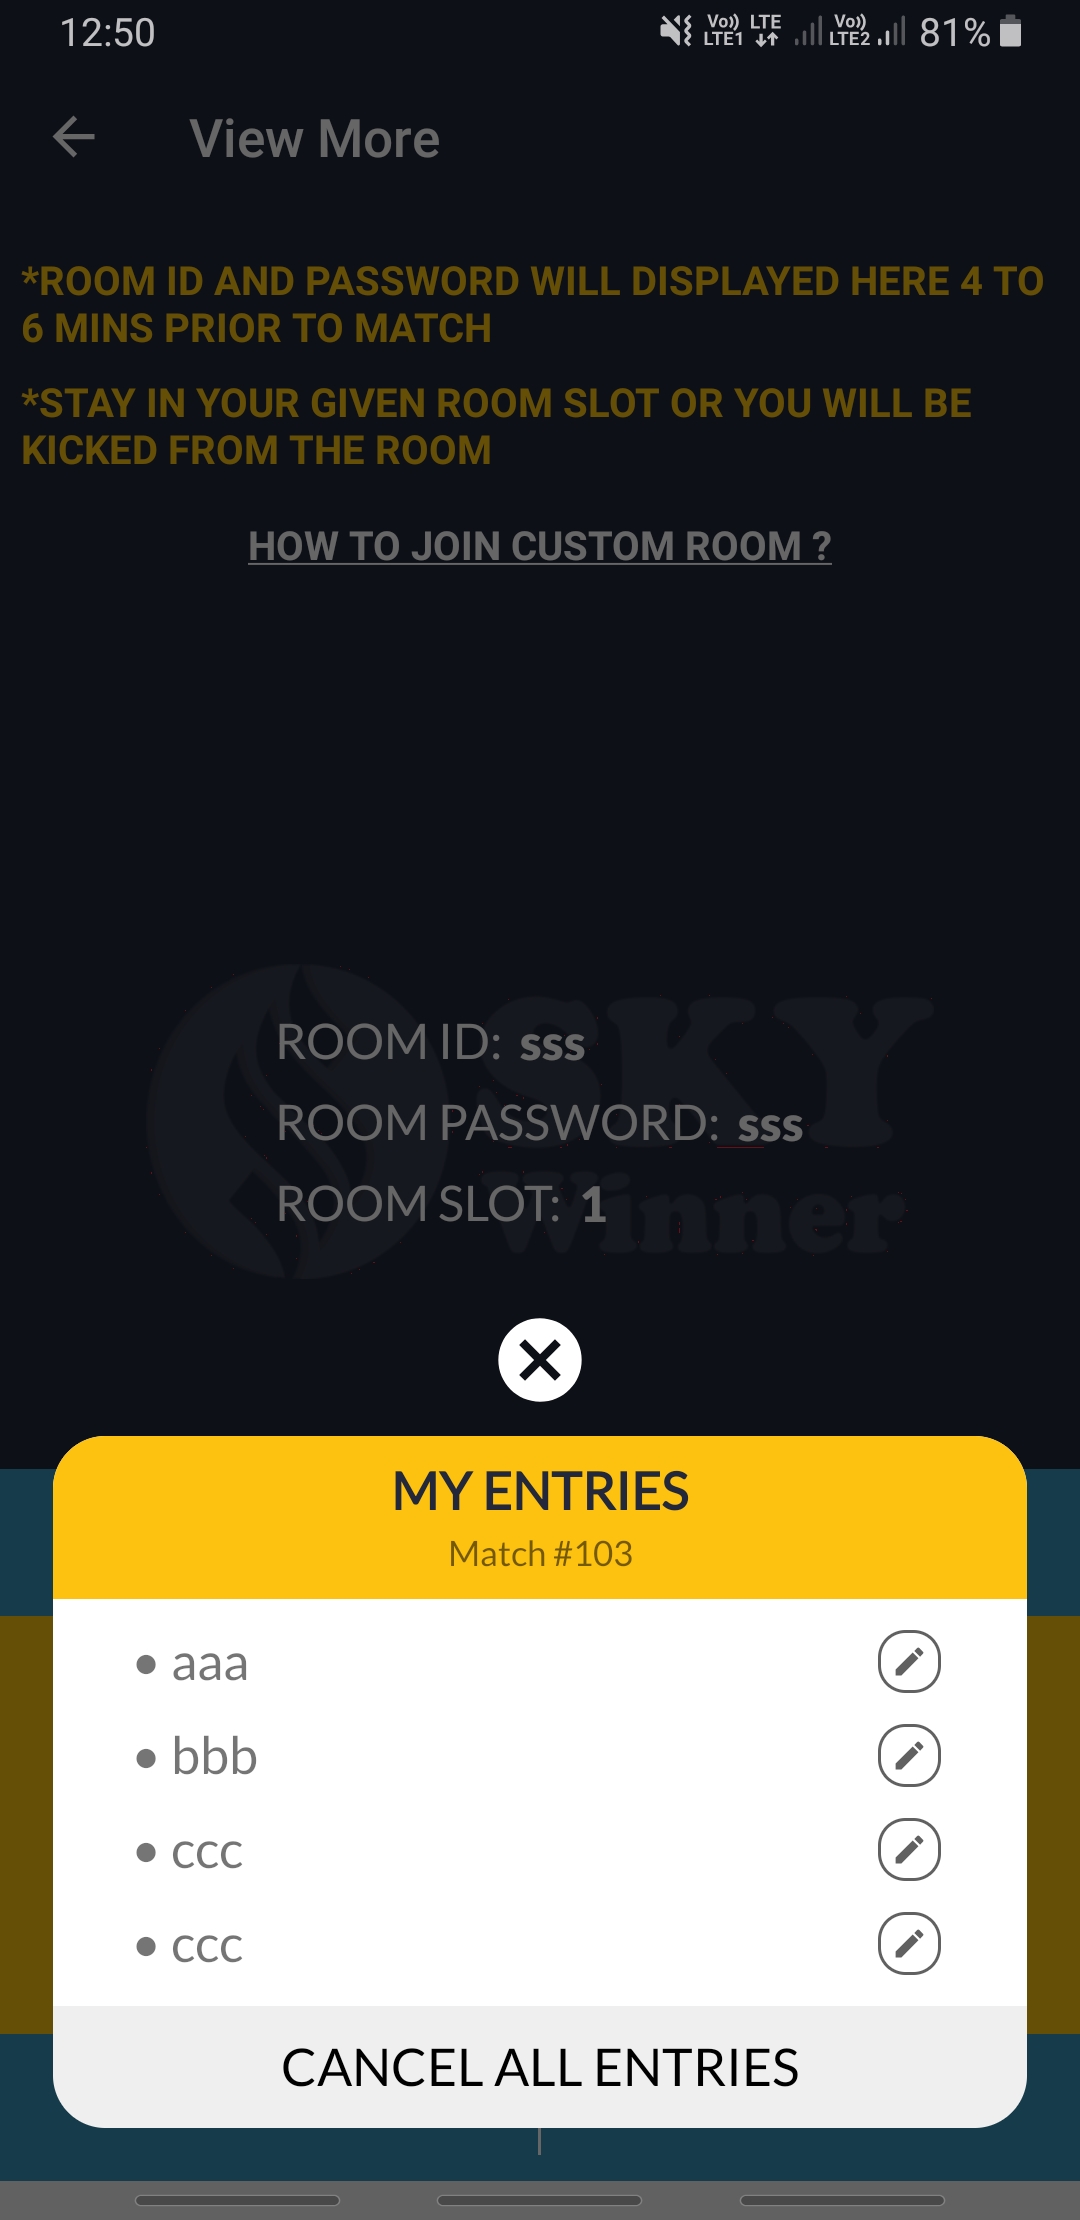 12:50
Vo)) LTE
LTE1
Vo))
LTE2
81%
View More
*ROOM ID AND PASSWORD WILL DISPLAYED HERE 4 TO
6 MINS PRIOR TO MATCH
*STAY IN YOUR GIVEN ROOM SLOT OR YOU WILL BE
KICKED FROM THE ROOM
HOW TO JOIN CUSTOM ROOM ?
SKY
Winner
ROOM ID: sss
ROOM PASSWORD: sss
ROOM SLOT: 1
MY ENTRIES
Match #103
• aaa
• bbb
• ccc
• ccc
CANCEL ALL ENTRIES